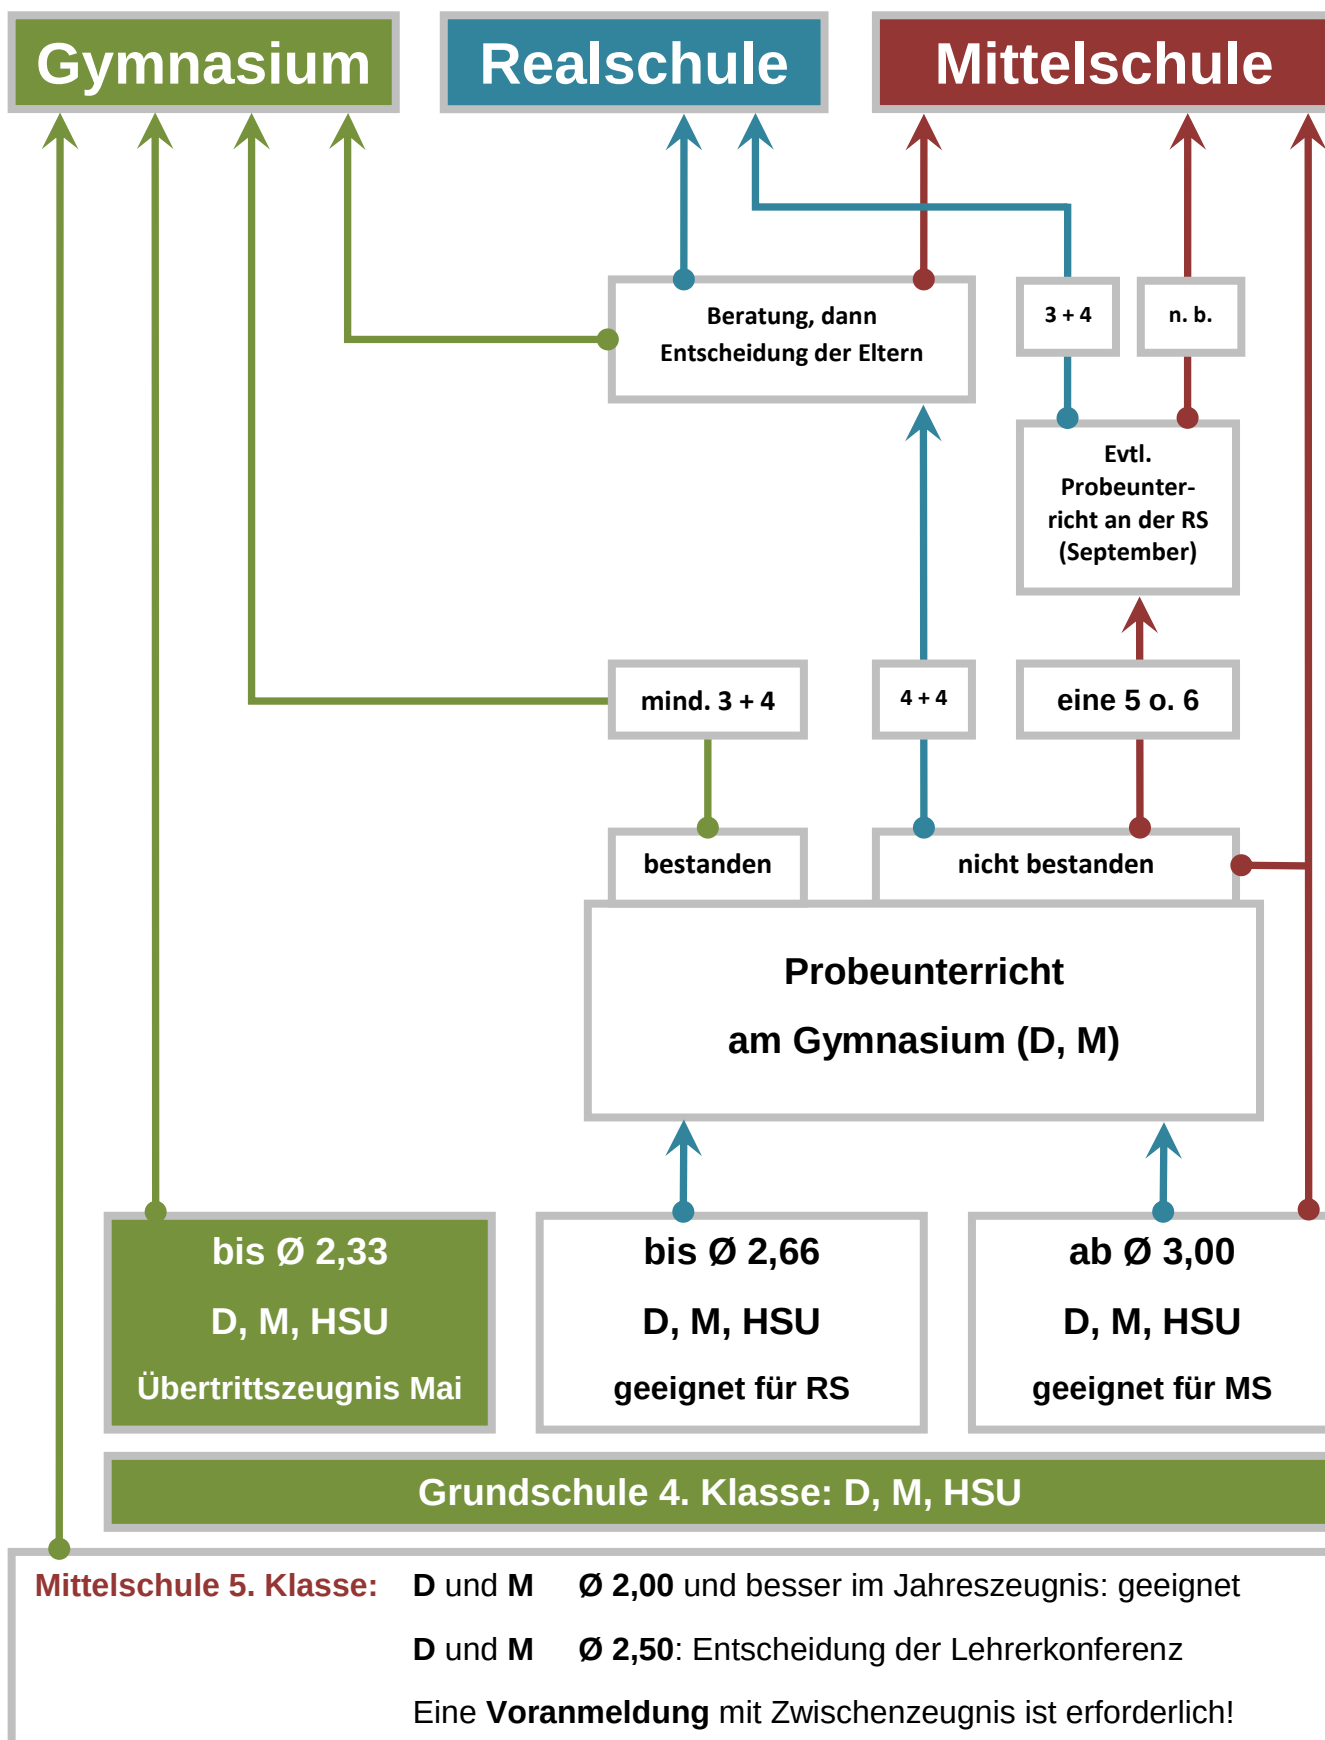 Gymnasium
Realschule
Mittelschule
Beratung, dann
Entscheidung der Eltern
3 + 4
n. b.
Evtl.
Probeunter-
richt an der RS
(September)
mind. 3 + 4
4 + 4
eine 5 o. 6
bestanden
nicht bestanden
Probeunterricht
am Gymnasium (D, M)
bis Ø 2,33
D, M, HSU
Übertrittszeugnis Mai
bis Ø 2,66
D, M, HSU
geeignet für RS
ab Ø 3,00
D, M, HSU
geeignet für MS
Grundschule 4. Klasse: D, M, HSU
Mittelschule 5. Klasse: D und M Ø 2,00 und besser im Jahreszeugnis: geeignet
D und M Ø 2,50: Entscheidung der Lehrerkonferenz
Eine Voranmeldung mit Zwischenzeugnis ist erforderlich!